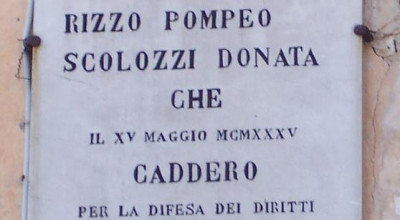 RIZZO POMPEO
SCOLOZZI DONATA
CHE
IL XV MAGGIO MCMXXXV
CADDERO
PER LA DIFESA DEI DIRITTI